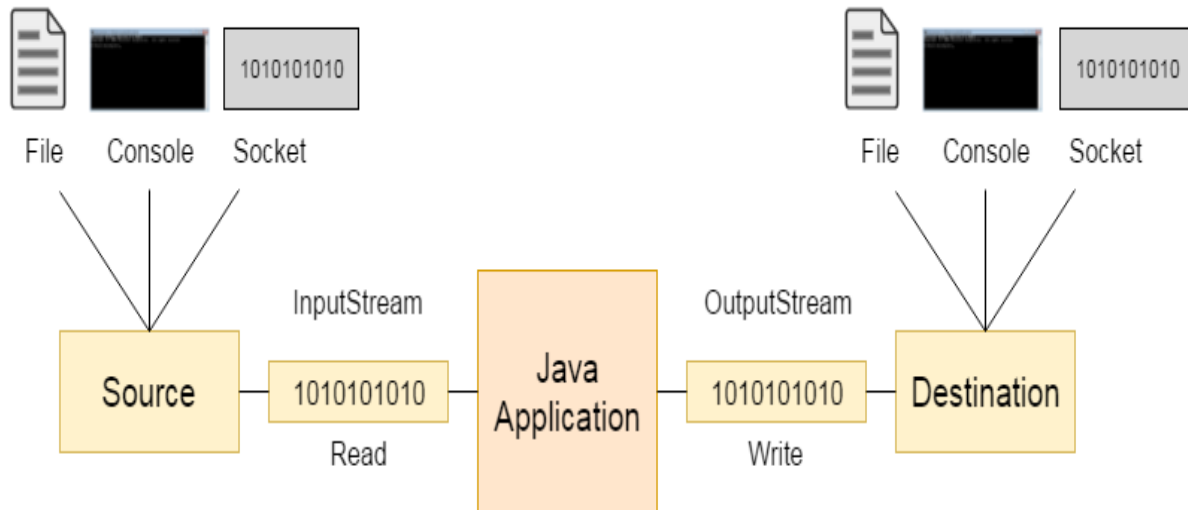 1010101010
1010101010
File Console Socket
File Console Socket
InputStream
OutputStream
Source
1010101010
Java
Application
1010101010
Destination
Read
Write